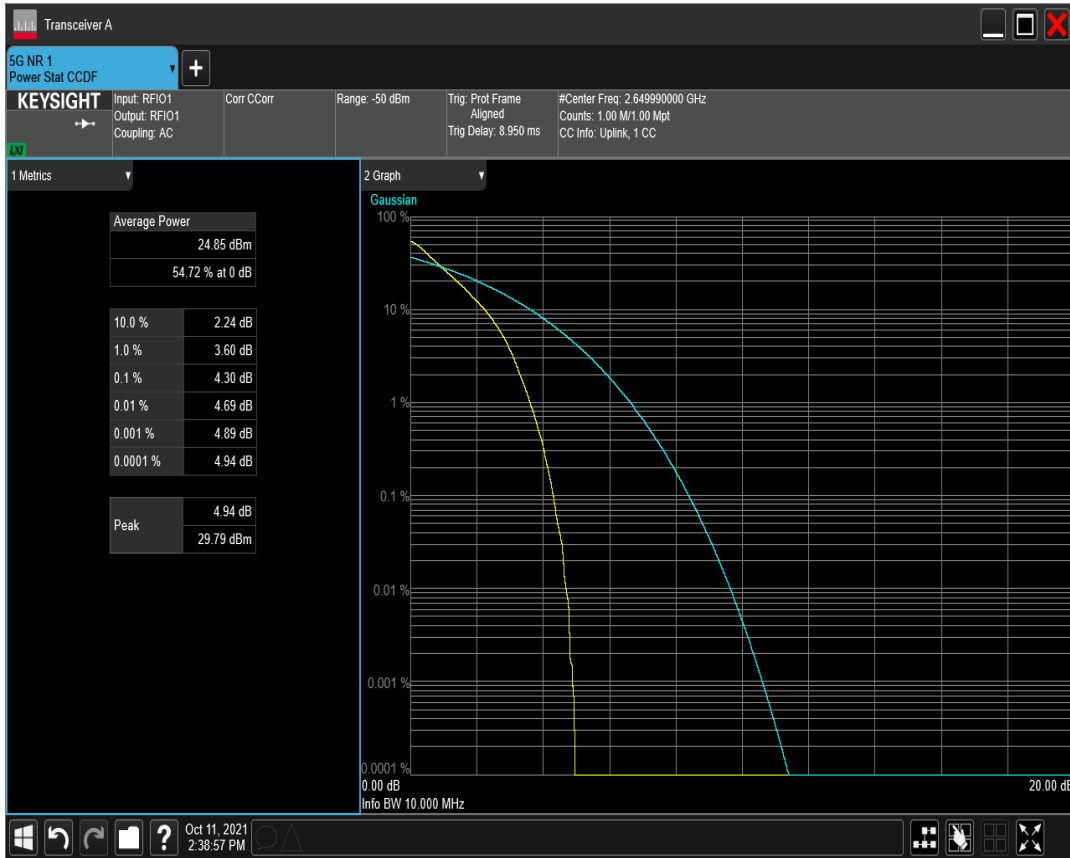 Transceiver A
5G NR 1
Power Stat CCDF
+
KEYSIGHT
LXI
Input: RFIO1
Output: RFIO1
Coupling: AC
Corr CCorr
Range: -50 dBm
Trig: Prot Frame
Aligned
Trig Delay: 8.950 ms
#Center Freq: 2.649990000 GHz
Counts: 1.00 M/1.00 Mpt
CC Info: Uplink, 1 CC
1 Metrics
Average Power
24.85 dBm
54.72 % at 0 dB
10.0 % 2.24 dB
1.0 % 3.60 dB
0.1 % 4.30 dB
0.01 % 4.69 dB
0.001 % 4.89 dB
0.0001 % 4.94 dB
Peak
4.94 dB
29.79 dBm
2 Graph
Gaussian
100 %
10 %
1 %
0.1 %
0.01 %
0.001 %
0.0001 %
0.00 dB 20.00 dB
Info BW 10.000 MHz
?
Oct 11, 2021
2:38:57 PM